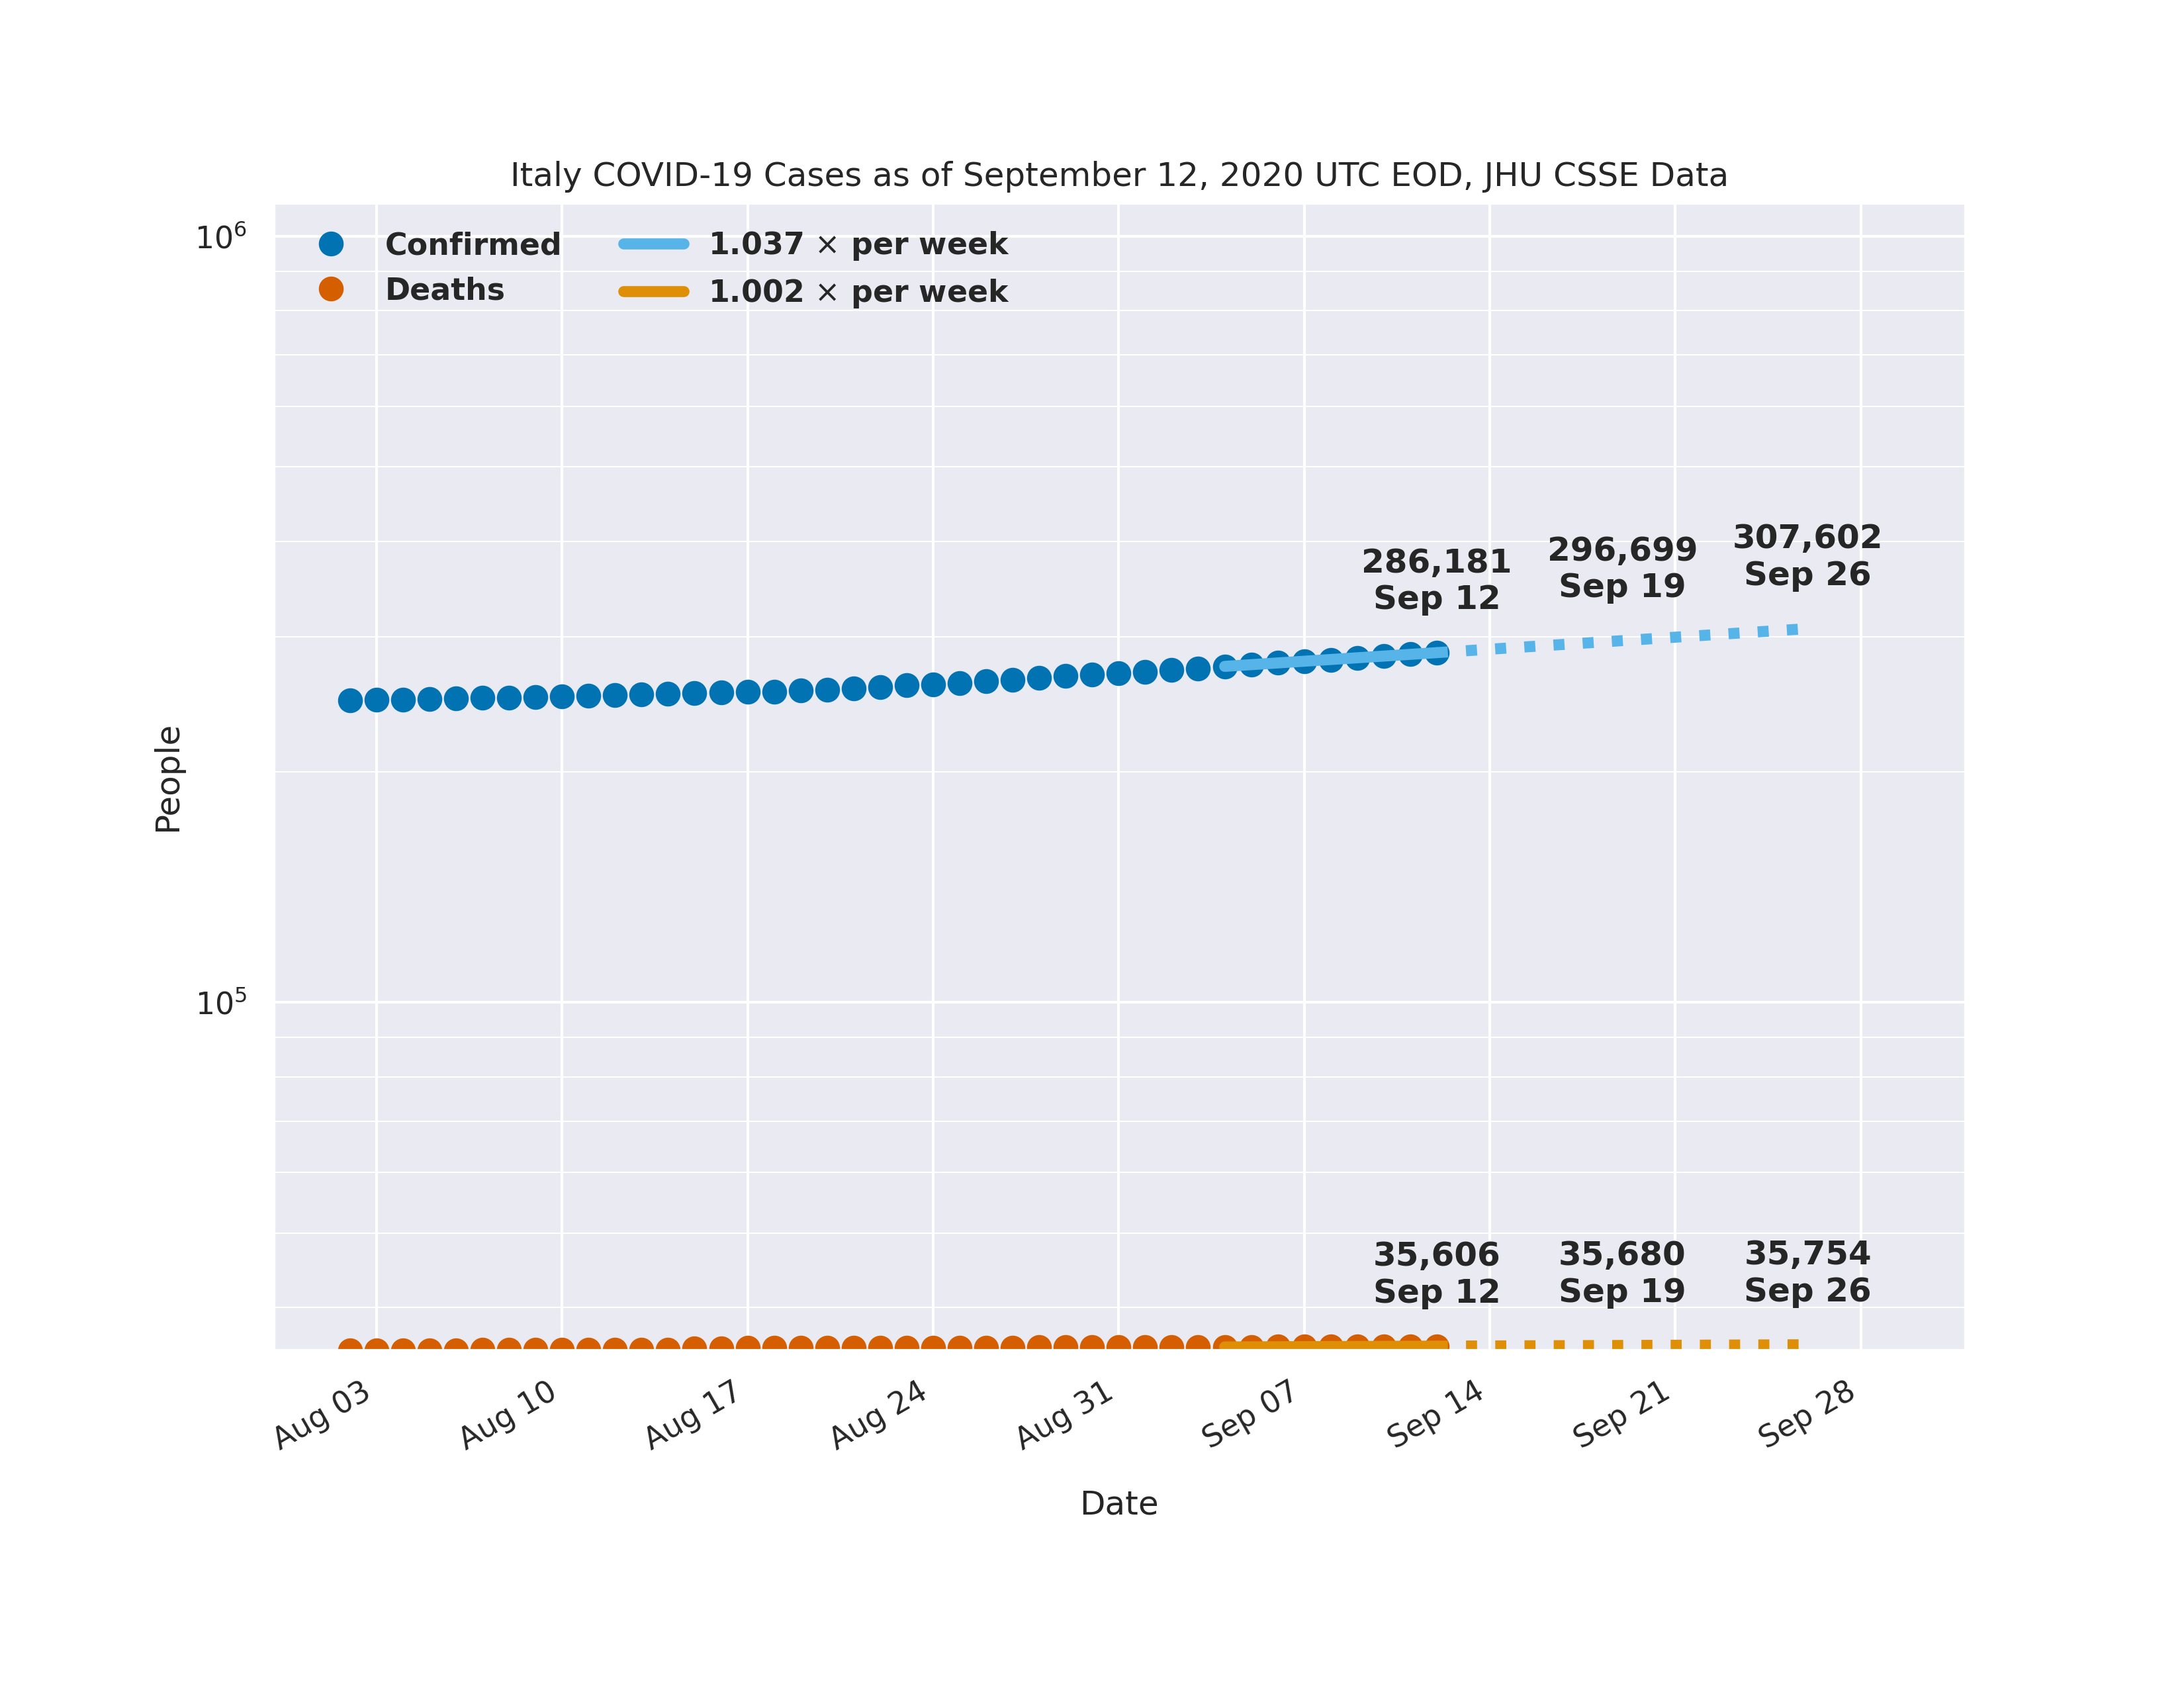 Italy COVID-19 Cases as of September 12, 2020 UTC EOD, JHU CSSE Data
Confirmed
Deaths
1.037 × per week
1.002 × per week
10⁶
10⁵
People
286,181
Sep 12
296,699
Sep 19
307,602
Sep 26
35,606
Sep 12
35,680
Sep 19
35,754
Sep 26
Aug 03
Aug 10
Aug 17
Aug 24
Aug 31
Sep 07
Sep 14
Sep 21
Sep 28
Date